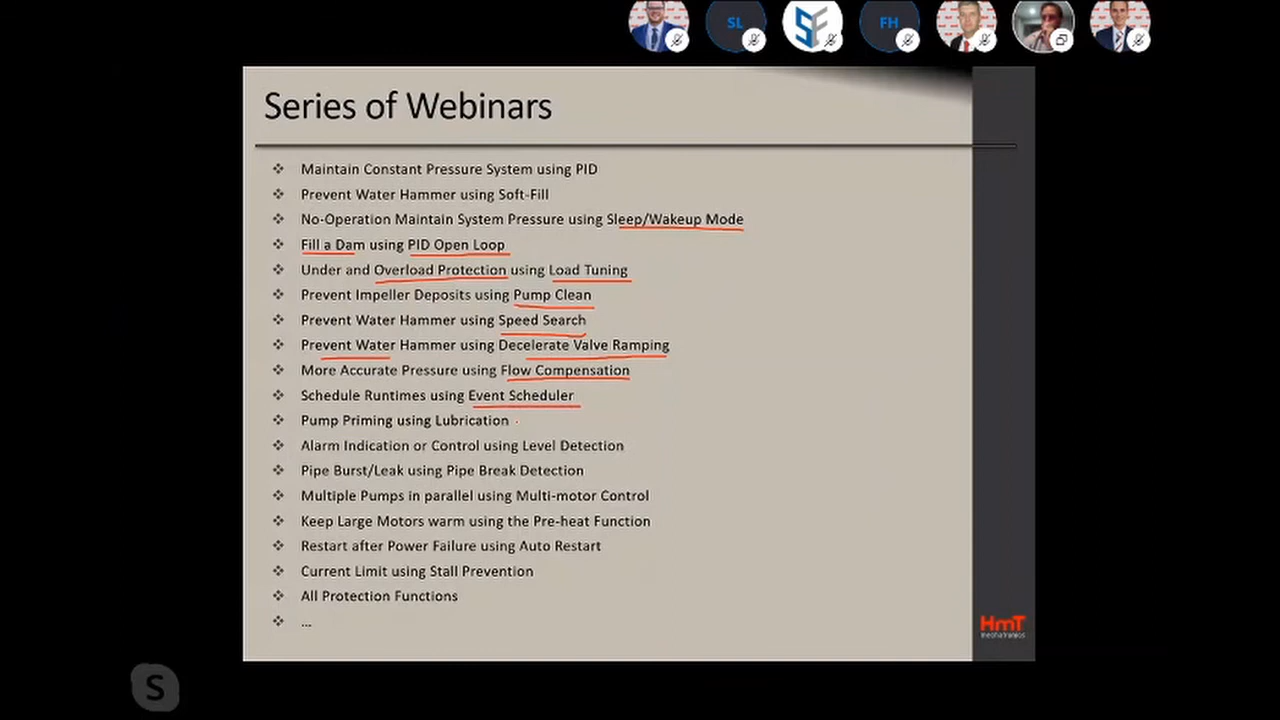 SL
SF
FH
Series of Webinars
Maintain Constant Pressure System using PID
Prevent Water Hammer using Soft-Fill
No-Operation Maintain System Pressure using Sleep/Wakeup Mode
Fill a Dam using PID Open Loop
Under and Overload Protection using Load Tuning
Prevent Impeller Deposits using Pump Clean
Prevent Water Hammer using Speed Search
Prevent Water Hammer using Decelerate Valve Ramping
More Accurate Pressure using Flow Compensation
Schedule Runtimes using Event Scheduler
Pump Priming using Lubrication
Alarm Indication or Control using Level Detection
Pipe Burst/Leak using Pipe Break Detection
Multiple Pumps in parallel using Multi-motor Control
Keep Large Motors warm using the Pre-heat Function
Restart after Power Failure using Auto Restart
Current Limit using Stall Prevention
All Protection Functions
...
HmT
mechatronics
S